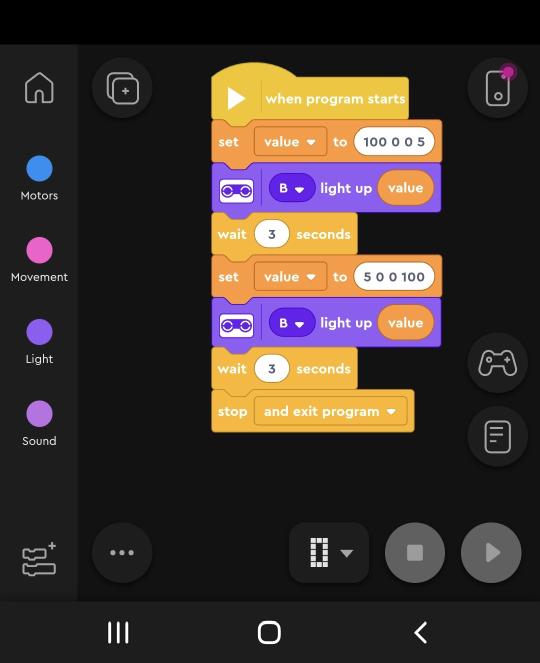 when program starts
set value to 100 0 0 5
B light up value
wait 3 seconds
set value to 5 0 0 100
B light up value
wait 3 seconds
stop and exit program
Motors
Movement
Light
Sound